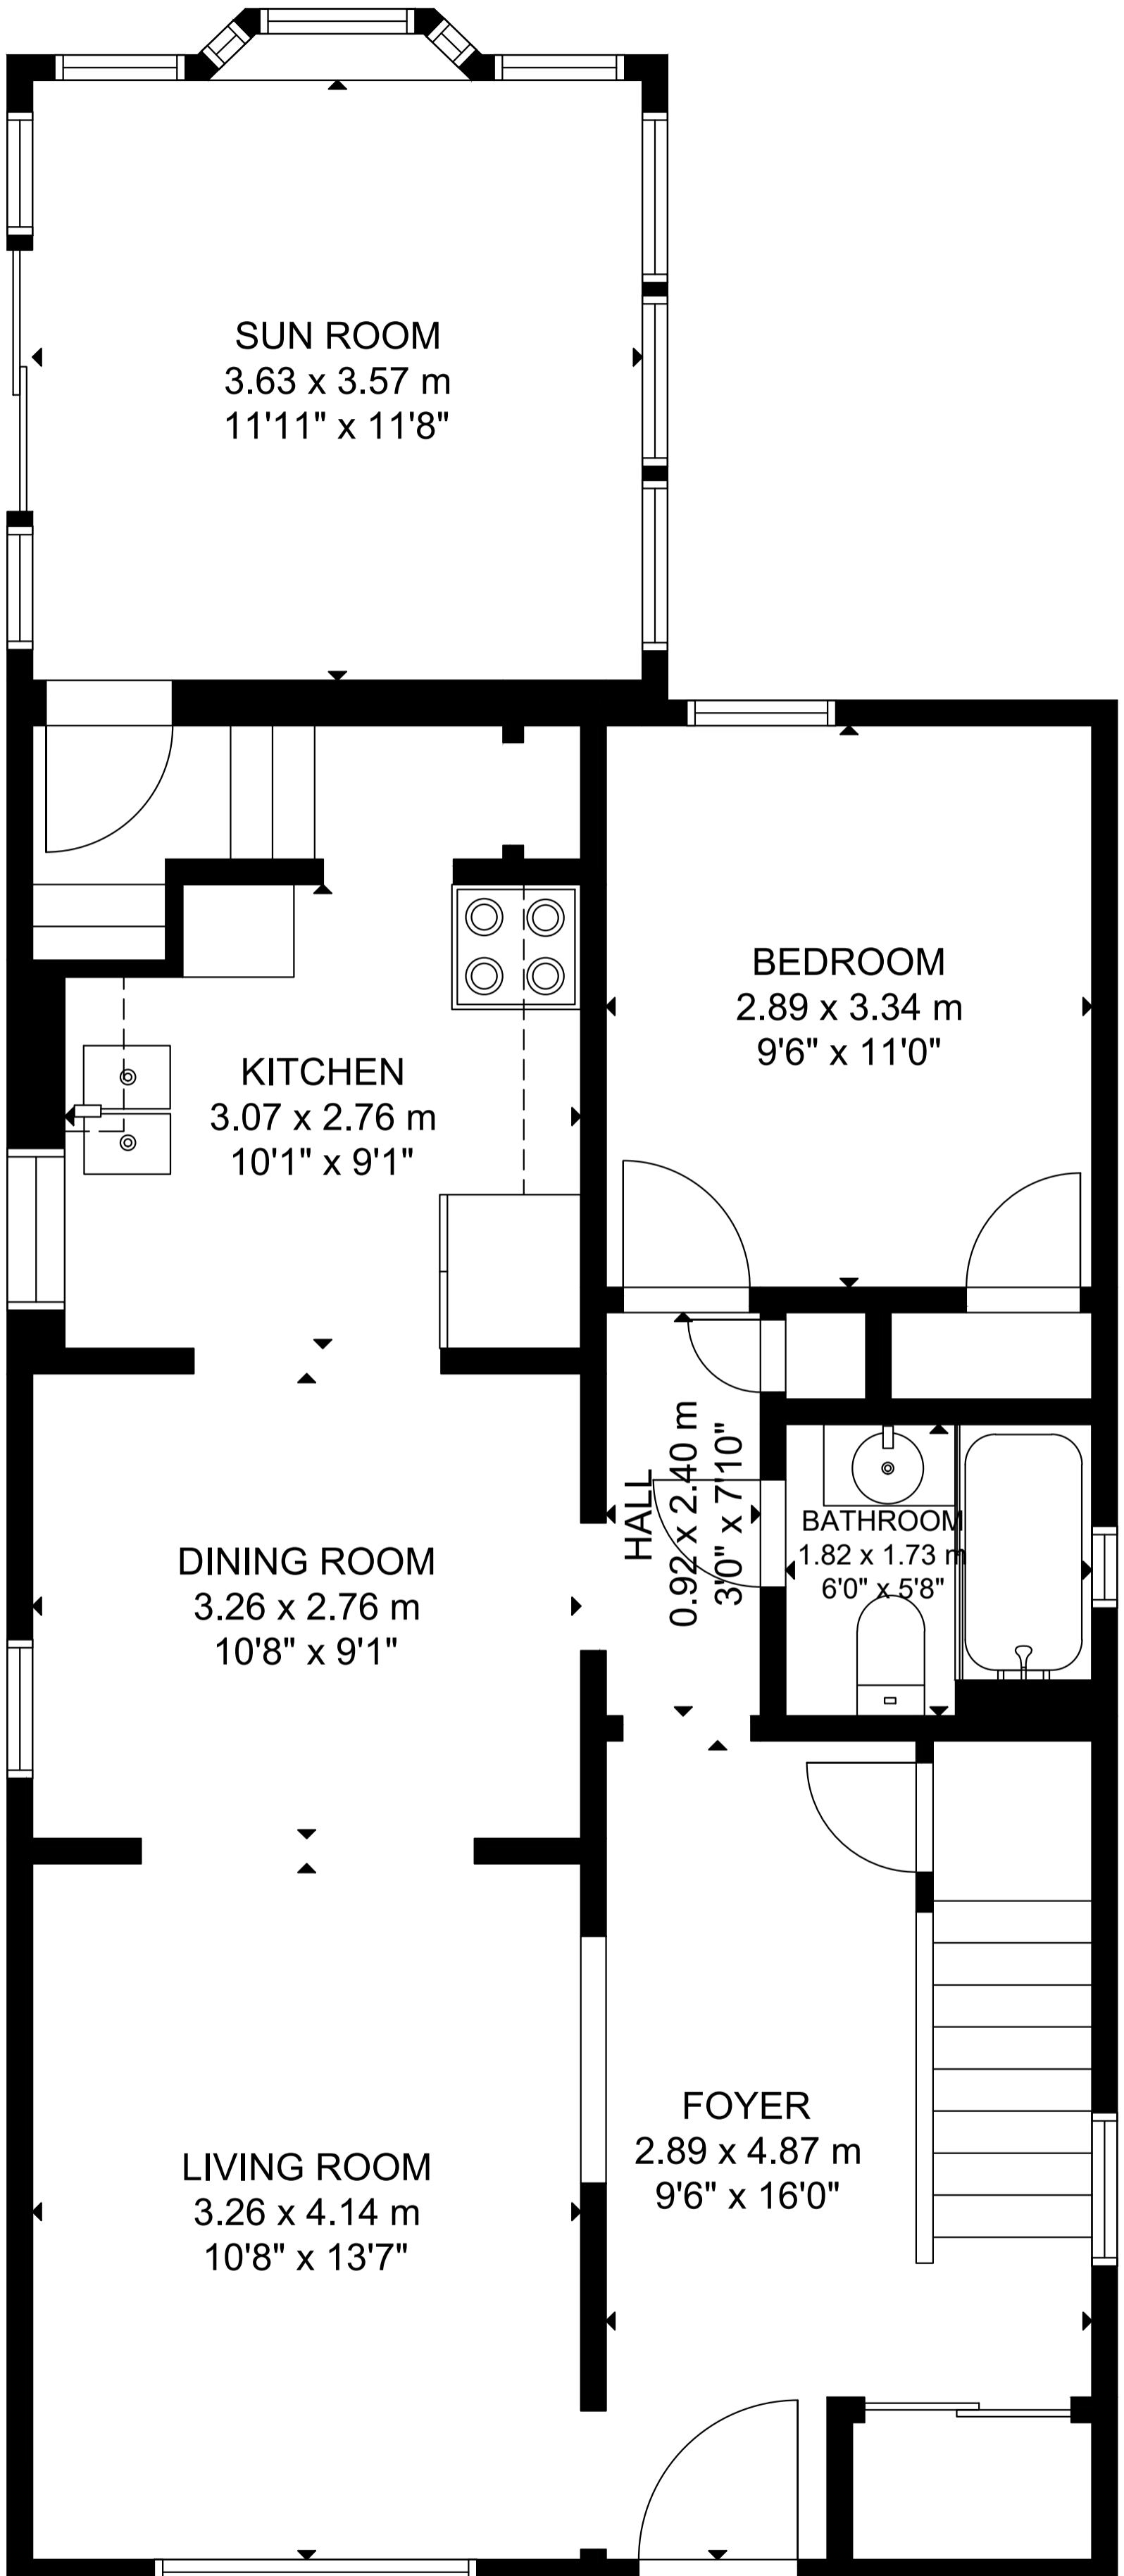 SUN ROOM
3.63 x 3.57 m
11'11" x 11'8"
BEDROOM
2.89 x 3.34 m
9'6" x 11'0"
KITCHEN
3.07 x 2.76 m
10'1" x 9'1"
HALL
0.92 x 2.40 m
3'0" x 7'10"
BATHROOM
1.82 x 1.73 m
6'0" x 5'8"
DINING ROOM
3.26 x 2.76 m
10'8" x 9'1"
FOYER
2.89 x 4.87 m
9'6" x 16'0"
LIVING ROOM
3.26 x 4.14 m
10'8" x 13'7"